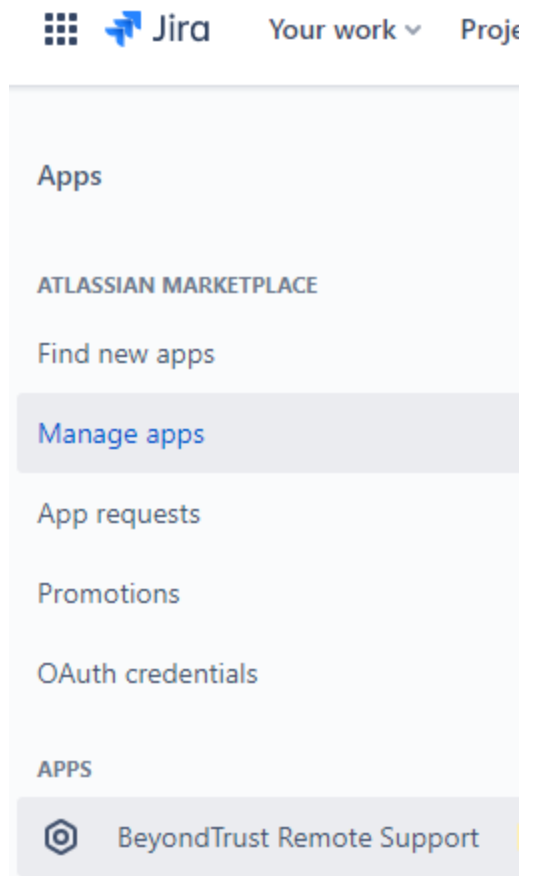 Jira Your work Proje
Apps
ATLASSIAN MARKETPLACE
Find new apps
Manage apps
App requests
Promotions
OAuth credentials
APPS
BeyondTrust Remote Support